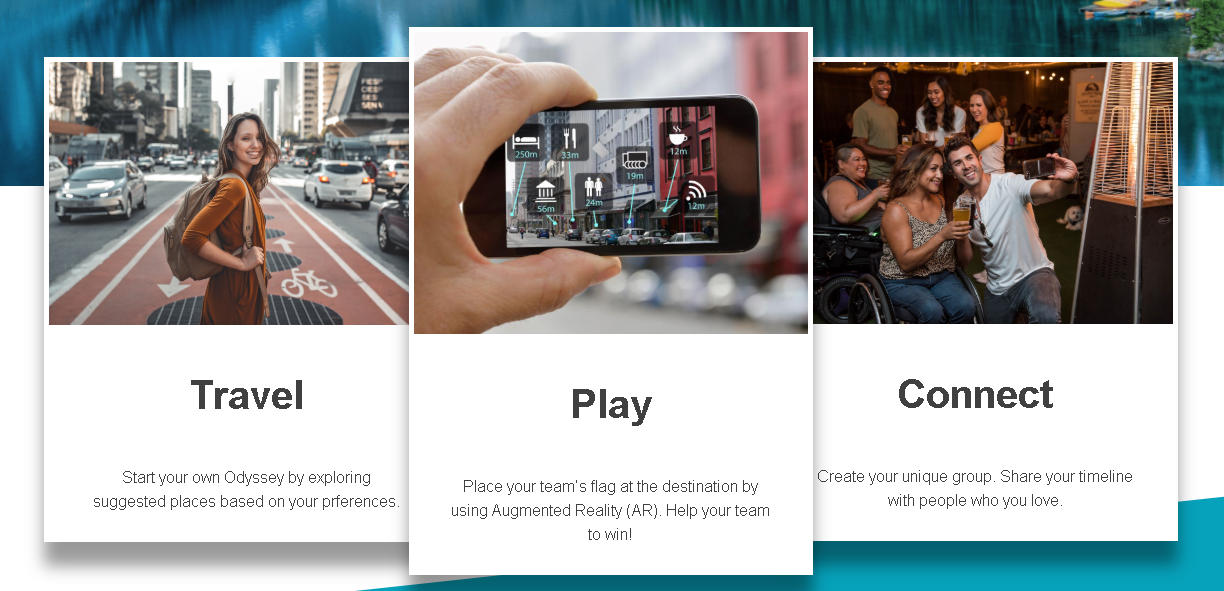 250m
33m
12m
19m
56m
24m
12m
Travel
Start your own Odyssey by exploring
suggested places based on your prferences.
Play
Place your team's flag at the destination by
using Augmented Reality (AR). Help your team
to win!
Connect
Create your unique group. Share your timeline
with people who you love.